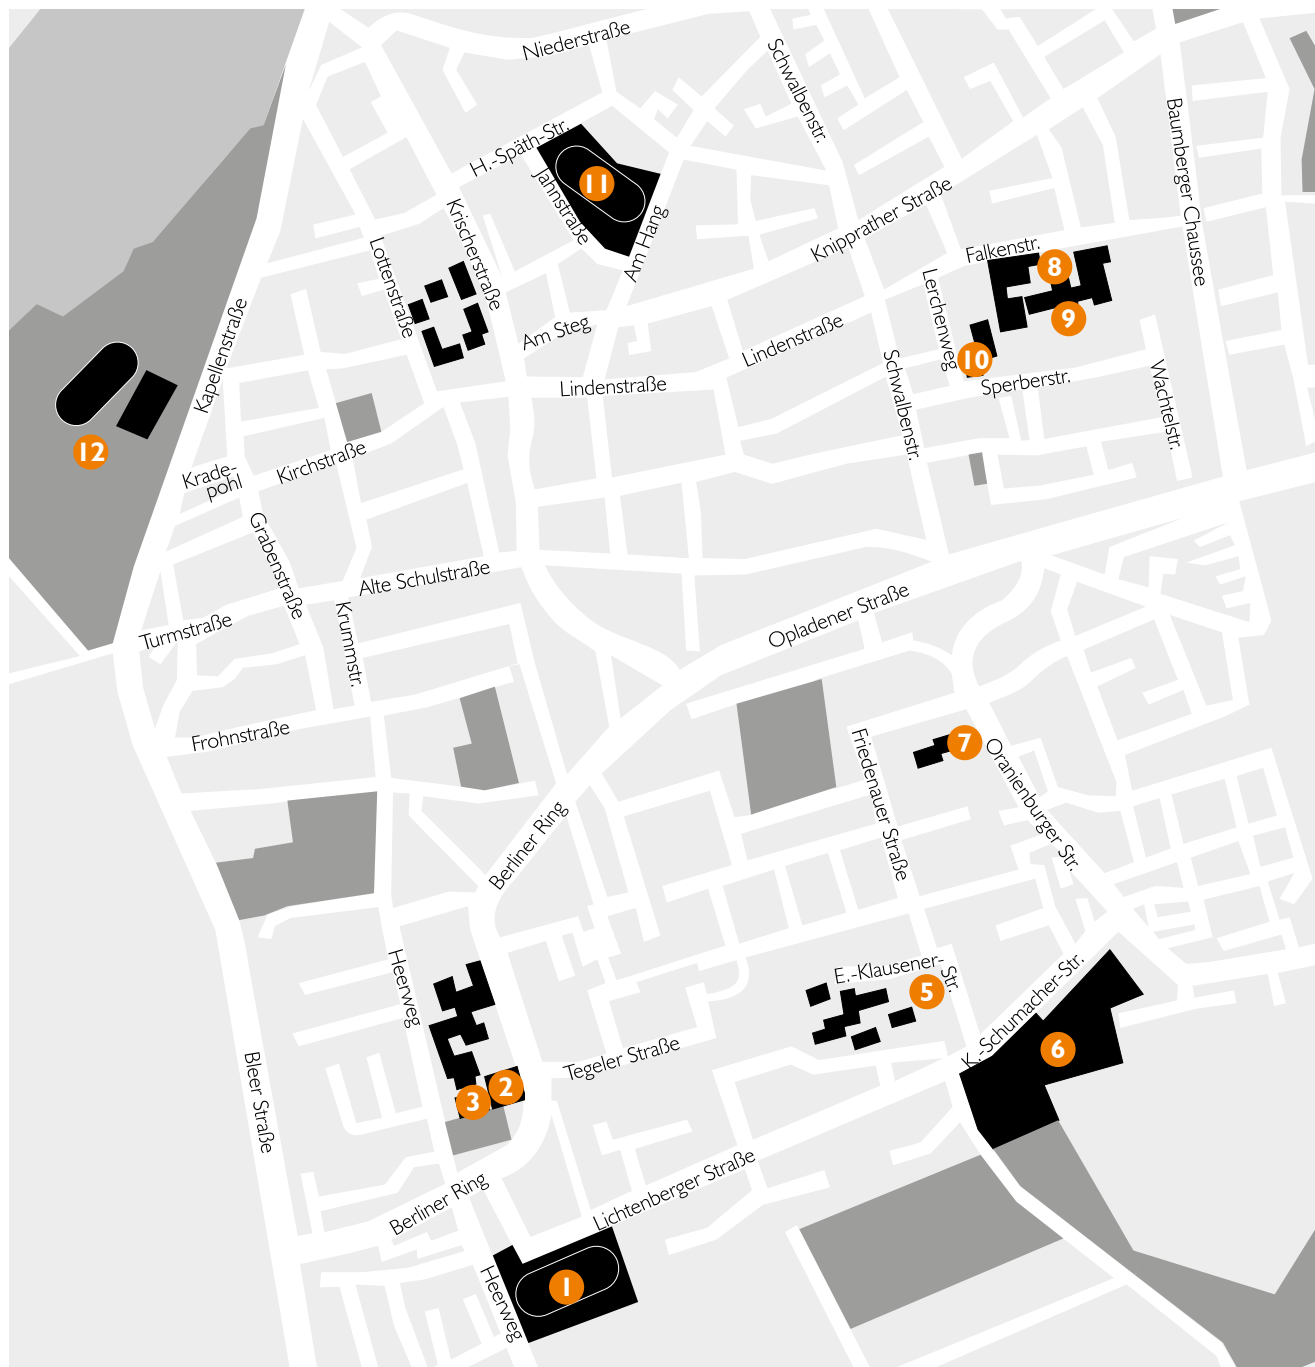 Niederstraße
Schwalbenstr.
Baumberger Chaussee
H.-Späth-Str.
11
Jahnstraße
Am Hang
Knipprather Straße
Krischerstraße
Lottenstraße
Falkenstr.
8
9
Lerchenweg
10
Sperberstr.
Wachtelstr.
Kapellenstraße
Am Steg
Lindenstraße
Lindenstraße
Schwalbenstr.
12
Krade-
pohl
Kirchstraße
Grabenstraße
Alte Schulstraße
Turmstraße
Krummstr.
Opladener Straße
Frohnstraße
Friedenauer Straße
7
Oranienburger Str.
Berliner Ring
Heerweg
E.-Klausener-
Str.
5
K.-Schumacher-Str.
6
Tegeler Straße
Bleer Straße
2
3
Berliner Ring
Lichtenberger Straße
Heerweg
1